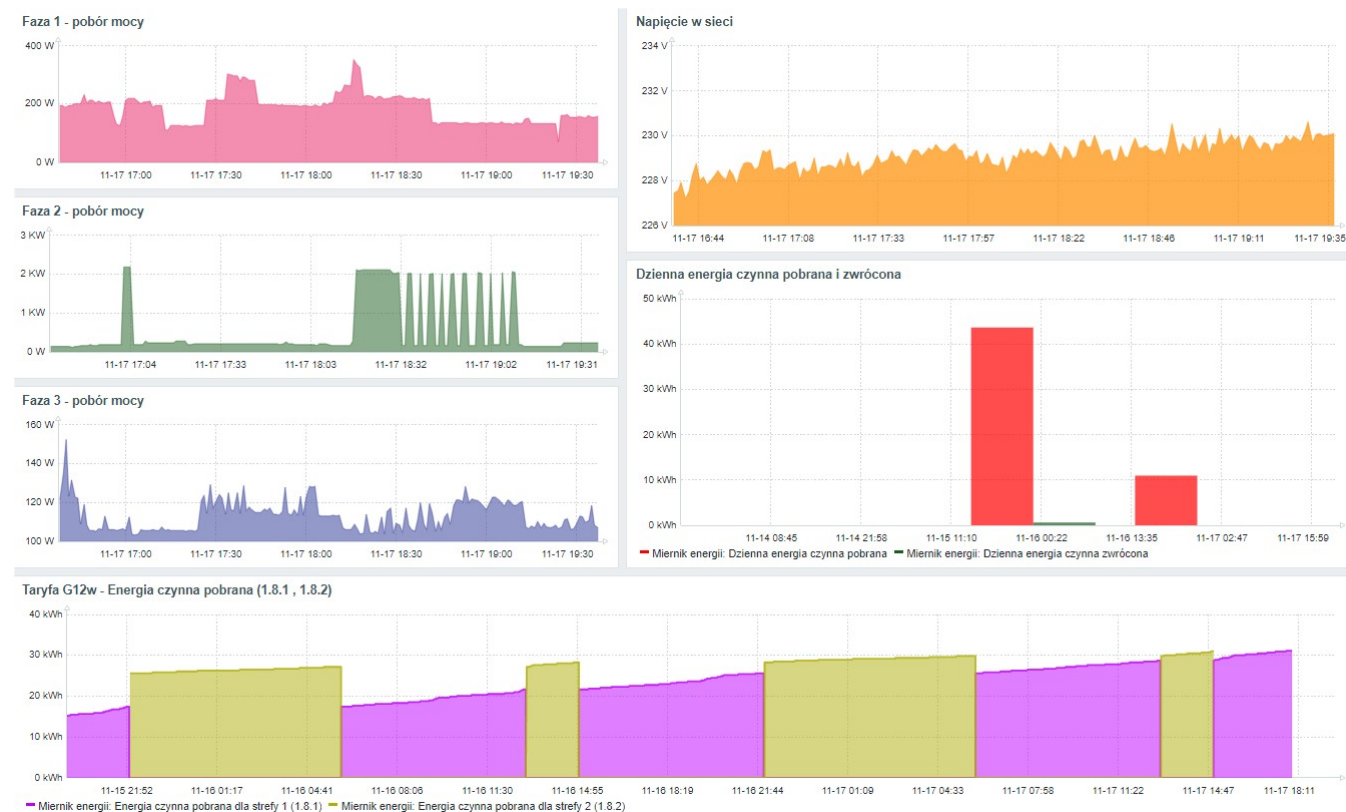 Faza 1 - pobór mocy
400 W
200 W
0 W
11-17 17:00 11-17 17:30 11-17 18:00 11-17 18:30 11-17 19:00 11-17 19:30
Faza 2 - pobór mocy
3 KW
2 KW
1 KW
0 W
11-17 17:04 11-17 17:33 11-17 18:03 11-17 18:32 11-17 19:02 11-17 19:31
Faza 3 - pobór mocy
160 W
140 W
120 W
100 W
11-17 17:00 11-17 17:30 11-17 18:00 11-17 18:30 11-17 19:00 11-17 19:30
Napięcie w sieci
234 V
232 V
230 V
228 V
226 V
11-17 16:44 11-17 17:08 11-17 17:33 11-17 17:57 11-17 18:22 11-17 18:46 11-17 19:11 11-17 19:35
Dzienna energia czynna pobrana i zwrócona
50 kWh
40 kWh
30 kWh
20 kWh
10 kWh
0 kWh
11-14 08:45 11-14 21:58 11-15 11:10 11-16 00:22 11-16 13:35 11-17 02:47 11-17 15:59
Miernik energii: Dzienna energia czynna pobrana Miernik energii: Dzienna energia czynna zwrócona
Taryfa G12w - Energia czynna pobrana (1.8.1 , 1.8.2)
40 kWh
30 kWh
20 kWh
10 kWh
0 kWh
11-15 21:52 11-16 01:17 11-16 04:41 11-16 08:06 11-16 11:30 11-16 14:55 11-16 18:19 11-16 21:44 11-17 01:09 11-17 04:33 11-17 07:58 11-17 11:22 11-17 14:47 11-17 18:11
Miernik energii: Energia czynna pobrana dla strefy 1 (1.8.1) Miernik energii: Energia czynna pobrana dla strefy 2 (1.8.2)